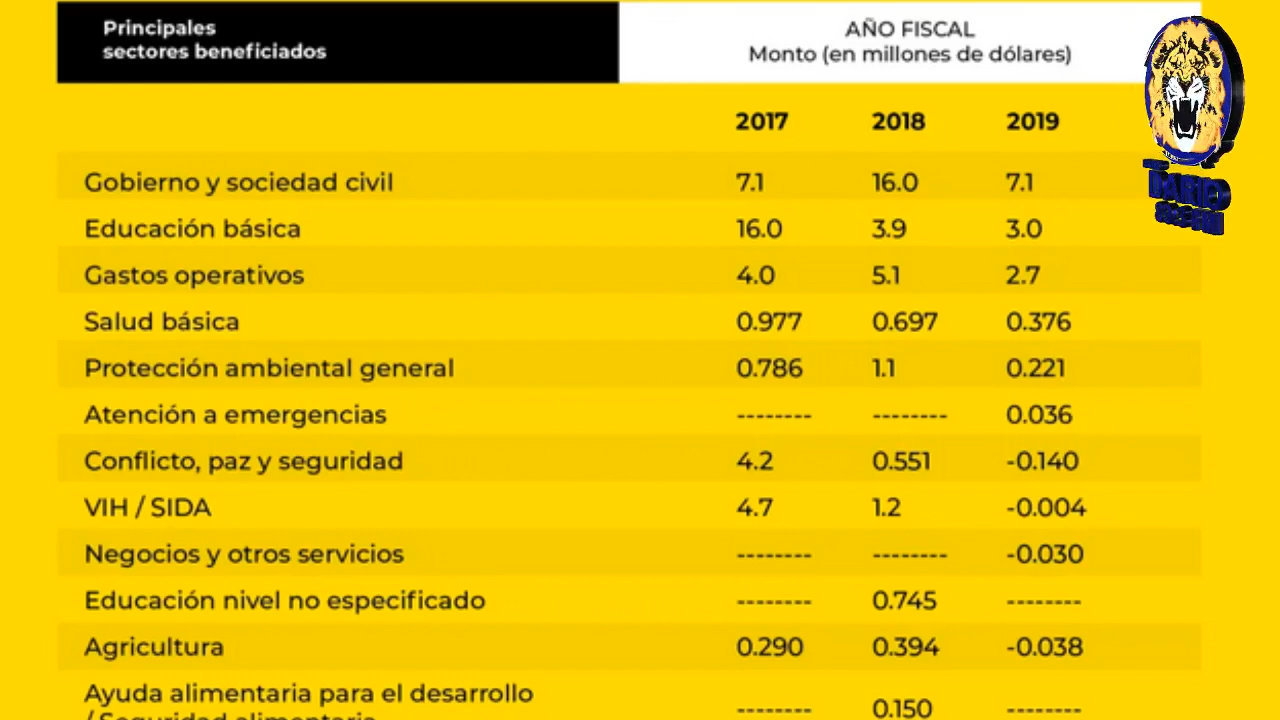 Principales
sectores beneficiados
AÑO FISCAL
Monto (en millones de dólares)
2017 2018 2019
Gobierno y sociedad civil 7.1 16.0 7.1
Educación básica 16.0 3.9 3.0
Gastos operativos 4.0 5.1 2.7
Salud básica 0.977 0.697 0.376
Protección ambiental general 0.786 1.1 0.221
Atención a emergencias -------- -------- 0.036
Conflicto, paz y seguridad 4.2 0.551 -0.140
VIH / SIDA 4.7 1.2 -0.004
Negocios y otros servicios -------- -------- -0.030
Educación nivel no especificado -------- 0.745 --------
Agricultura 0.290 0.394 -0.038
Ayuda alimentaria para el desarrollo
/ Seguridad alimentaria -------- 0.150 --------